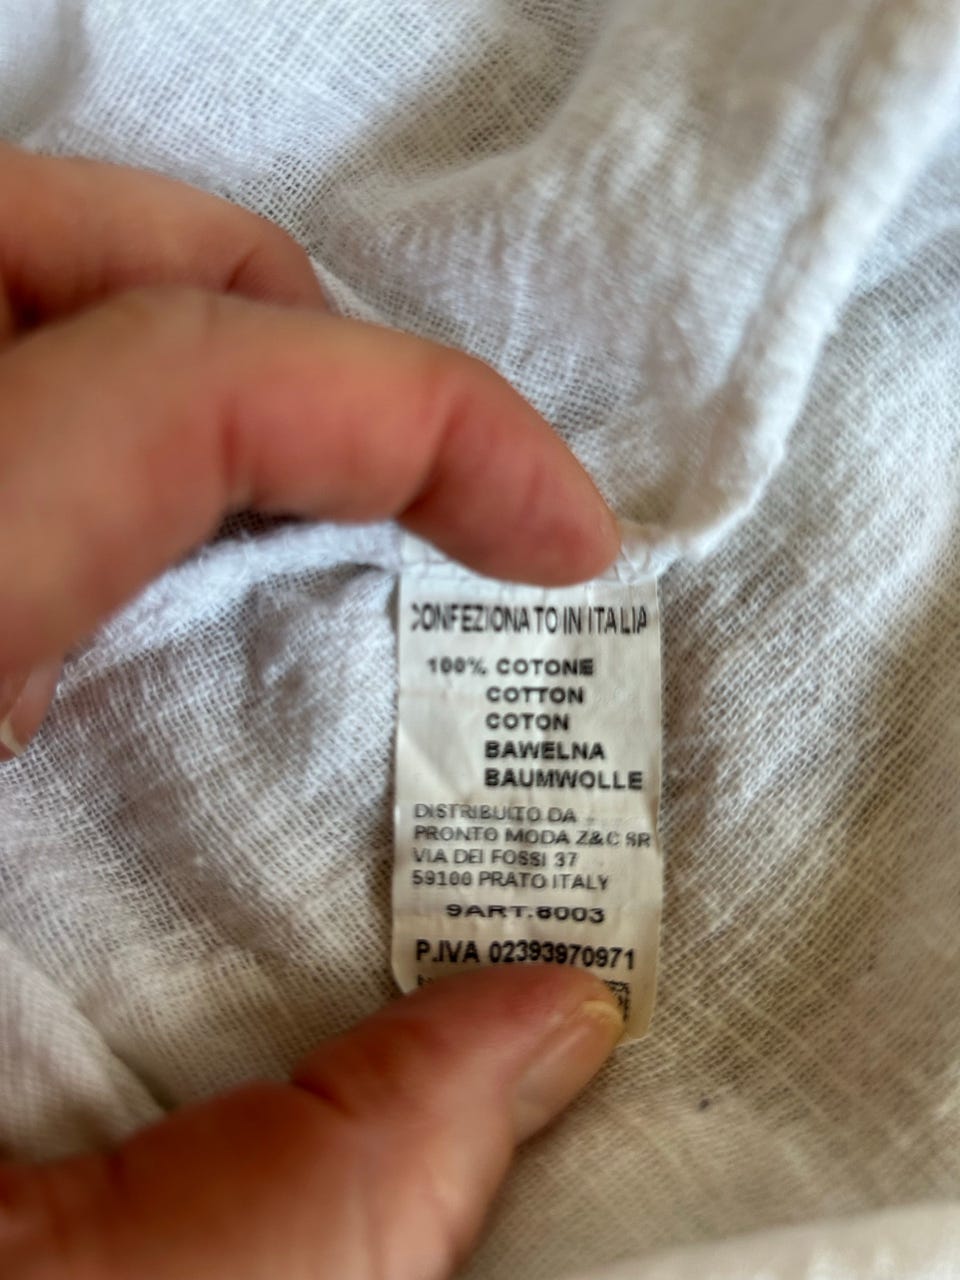 CONFEZIONATO IN ITALIA
100% COTONE
COTTON
COTON
BAWELNA
BAUMWOLLE
DISTRIBUITO DA
PRONTO MODA Z&C SR
VIA DEI FOSSI 37
59100 PRATO ITALY
9ART.8003
P.IVA 02393970971